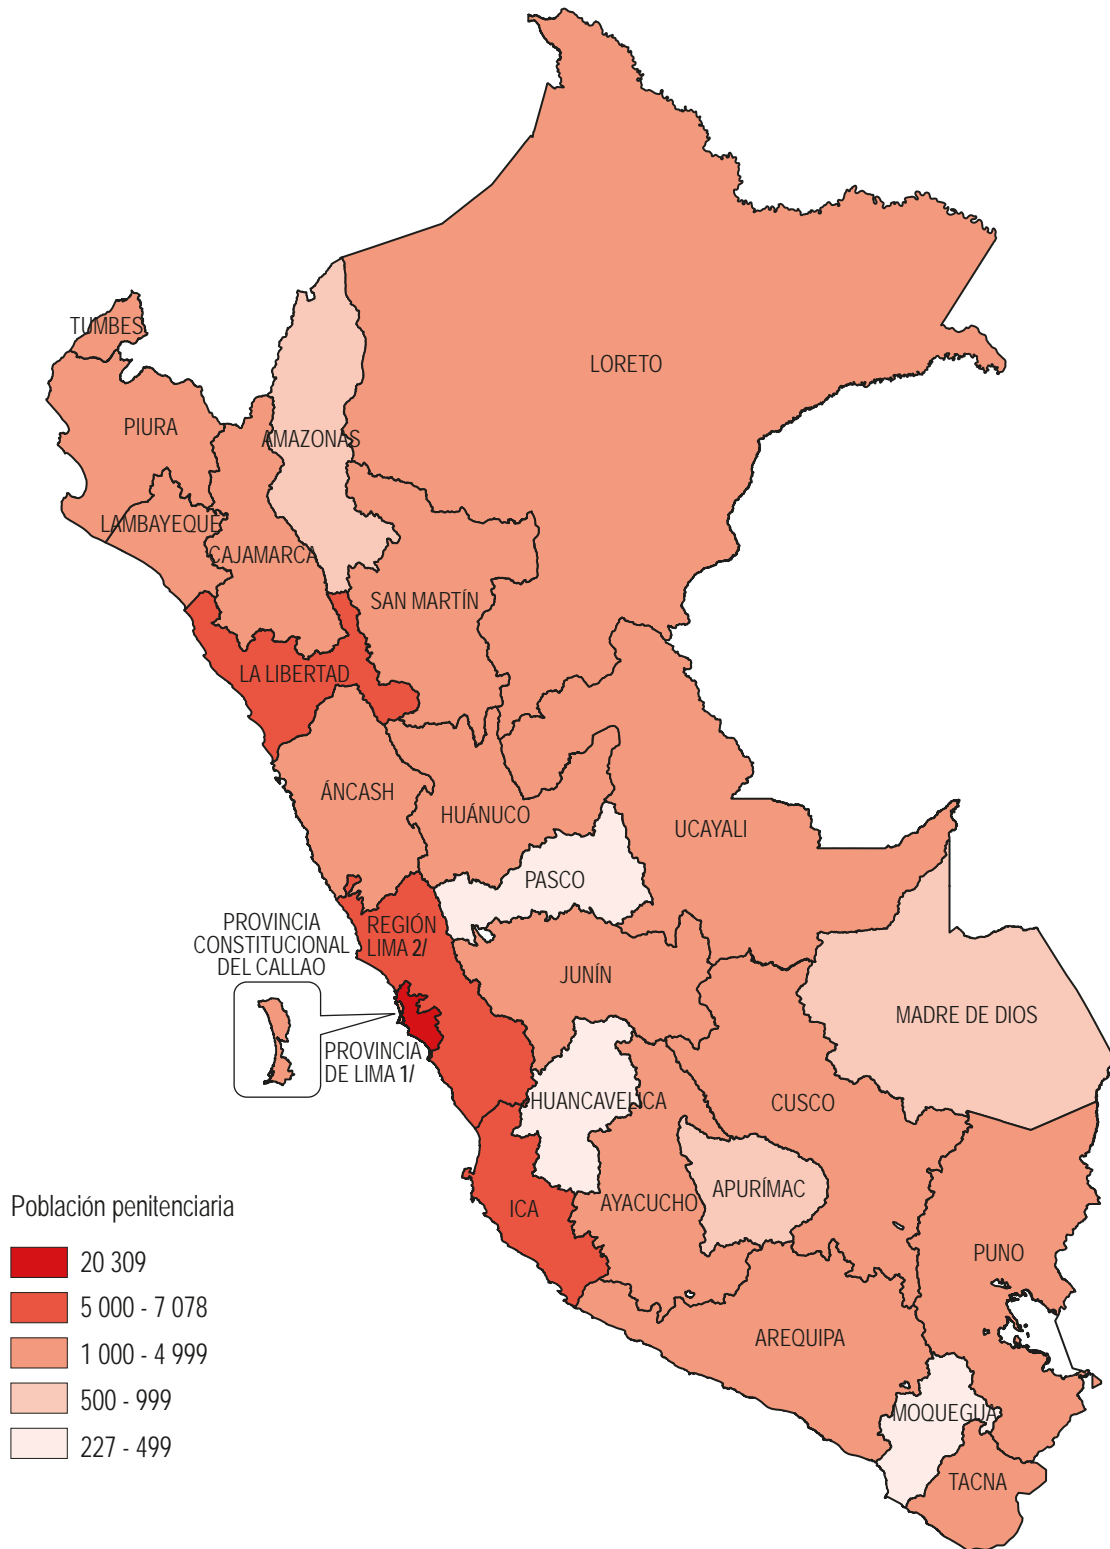 TUMBES
LORETO
PIURA
AMAZONAS
LAMBAYEQUE
CAJAMARCA
SAN MARTÍN
LA LIBERTAD
ÁNCASH
HUÁNUCO
UCAYALI
PASCO
PROVINCIA
CONSTITUCIONAL
DEL CALLAO
REGIÓN
LIMA 2/
JUNÍN
MADRE DE DIOS
PROVINCIA
DE LIMA 1/
HUANCAVELICA
CUSCO
APURÍMAC
AYACUCHO
ICA
PUNO
AREQUIPA
MOQUEGUA
TACNA
Población penitenciaria
20 309
5 000 - 7 078
1 000 - 4 999
500 - 999
227 - 499